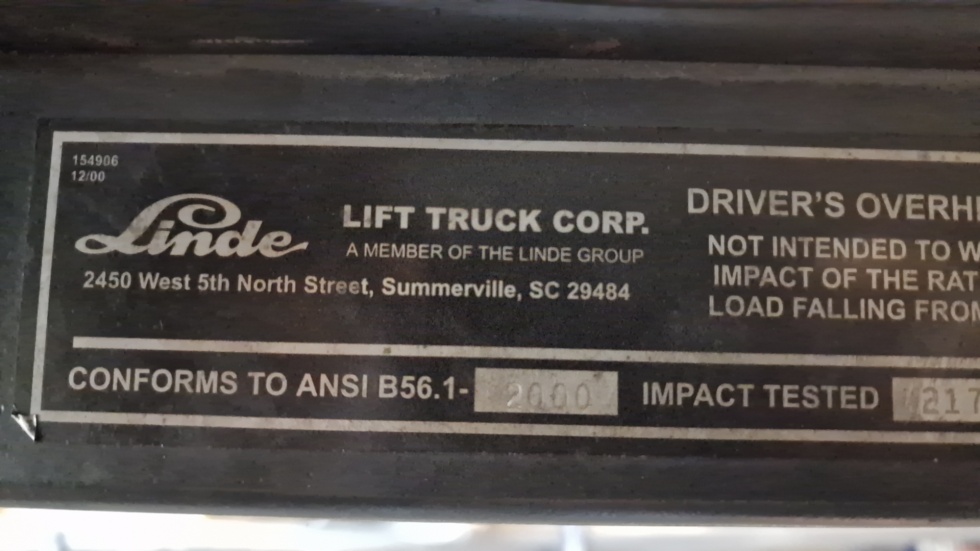 154906
12/00
Linde
LIFT TRUCK CORP.
A MEMBER OF THE LINDE GROUP
2450 West 5th North Street, Summerville, SC 29484
DRIVER'S OVERH
NOT INTENDED TO W
IMPACT OF THE RAT
LOAD FALLING FROM
CONFORMS TO ANSI B56.1- 2000 IMPACT TESTED 217